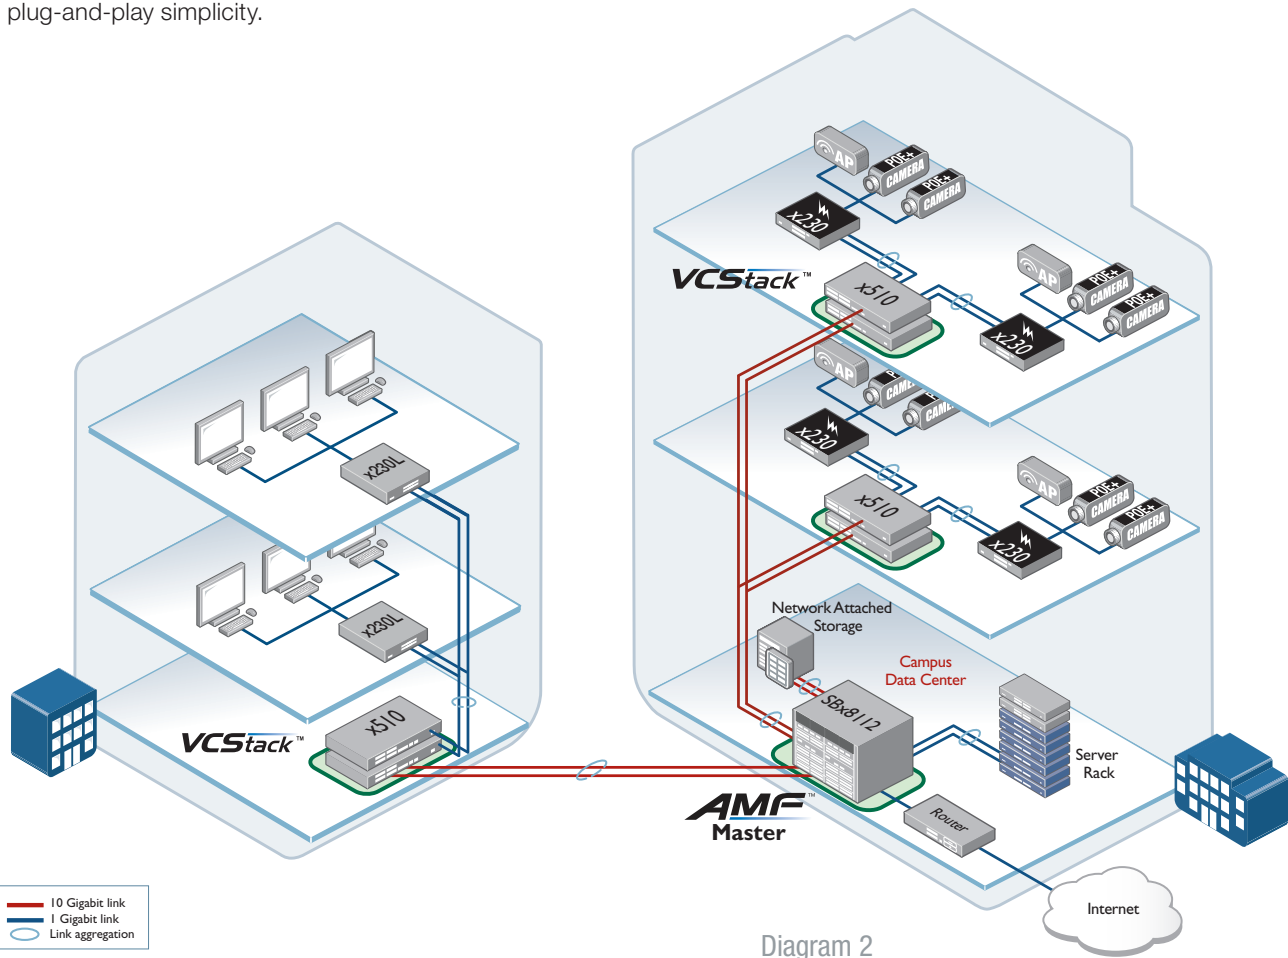 plug-and-play simplicity.
AP
POE+
CAMERA
POE+
CAMERA
x230
VCStack™
x510
AP
POE+
CAMERA
POE+
CAMERA
x230
AP
x230
x510
AP
POE+
CAMERA
POE+
CAMERA
x230
x230L
x230L
VCStack™
x510
Network Attached
Storage
Campus
Data Center
SBx8112
Server
Rack
AMF™
Master
Router
Internet
10 Gigabit link
1 Gigabit link
Link aggregation
Diagram 2